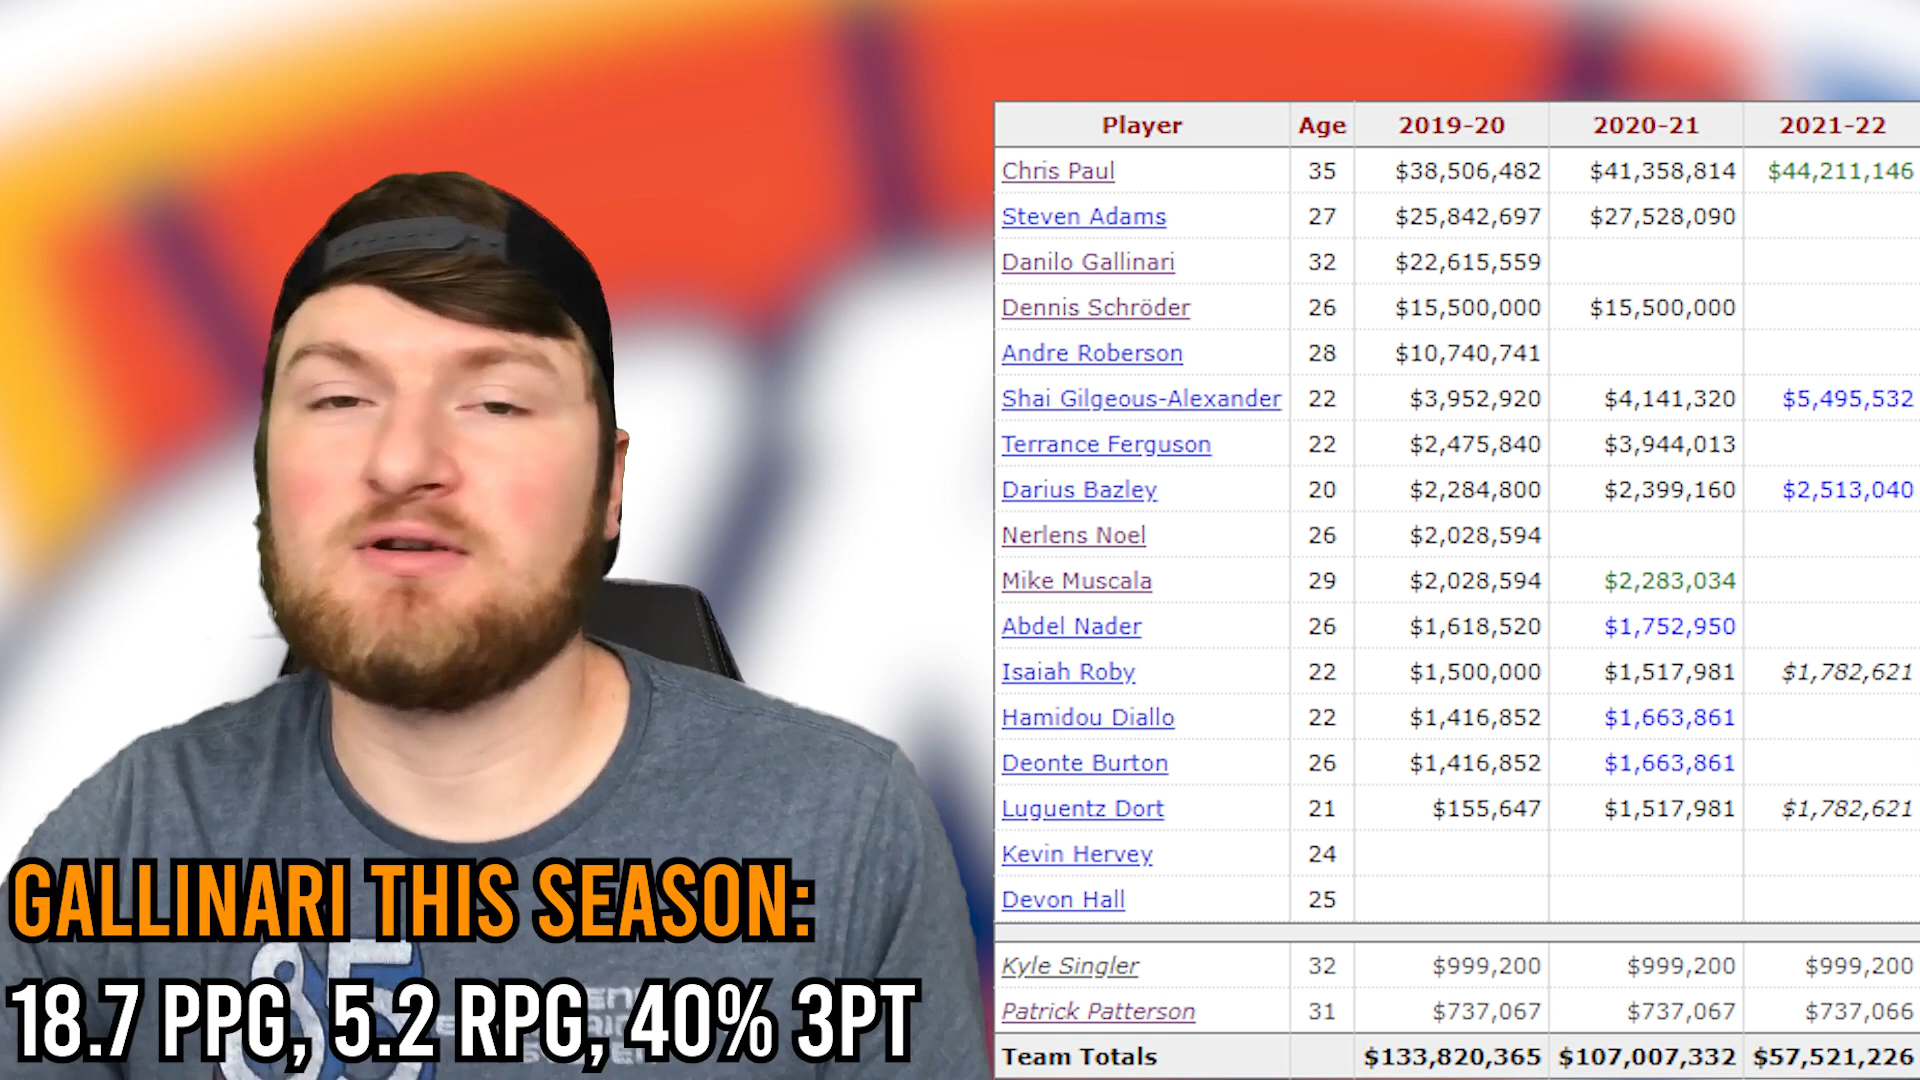 Player Age 2019-20 2020-21 2021-22
Chris Paul 35 $38,506,482 $41,358,814 $44,211,146
Steven Adams 27 $25,842,697 $27,528,090
Danilo Gallinari 32 $22,615,559
Dennis Schröder 26 $15,500,000 $15,500,000
Andre Roberson 28 $10,740,741
Shai Gilgeous-Alexander 22 $3,952,920 $4,141,320 $5,495,532
Terrance Ferguson 22 $2,475,840 $3,944,013
Darius Bazley 20 $2,284,800 $2,399,160 $2,513,040
Nerlens Noel 26 $2,028,594
Mike Muscala 29 $2,028,594 $2,283,034
Abdel Nader 26 $1,618,520 $1,752,950
Isaiah Roby 22 $1,500,000 $1,517,981 $1,782,621
Hamidou Diallo 22 $1,416,852 $1,663,861
Deonte Burton 26 $1,416,852 $1,663,861
Luguentz Dort 21 $155,647 $1,517,981 $1,782,621
Kevin Hervey 24
Devon Hall 25
Kyle Singler 32 $999,200 $999,200 $999,200
Patrick Patterson 31 $737,067 $737,067 $737,066
Team Totals $133,820,365 $107,007,332 $57,521,226
GALLINARI THIS SEASON:
18.7 PPG, 5.2 RPG, 40% 3PT
85